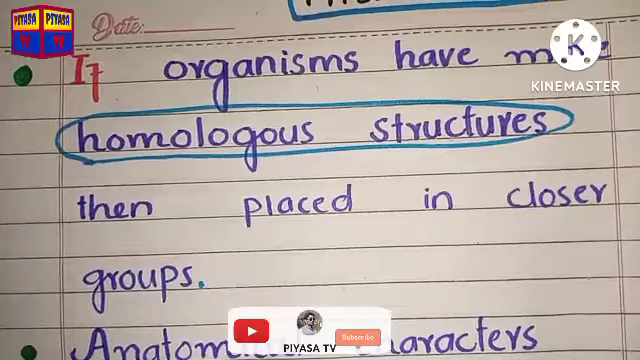 PIYASA PIYASA
TV TV
Date:
If organisms have
KINEMASTER
homologous structures
then placed in closer
groups.
PIYASA TV
Subscribe